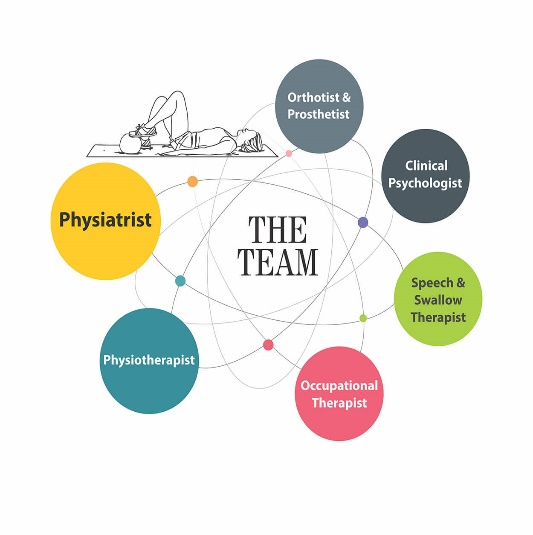 Orthotist &
Prosthetist
Clinical
Psychologist
Physiatrist
THE
TEAM
Speech &
Swallow
Therapist
Physiotherapist
Occupational
Therapist